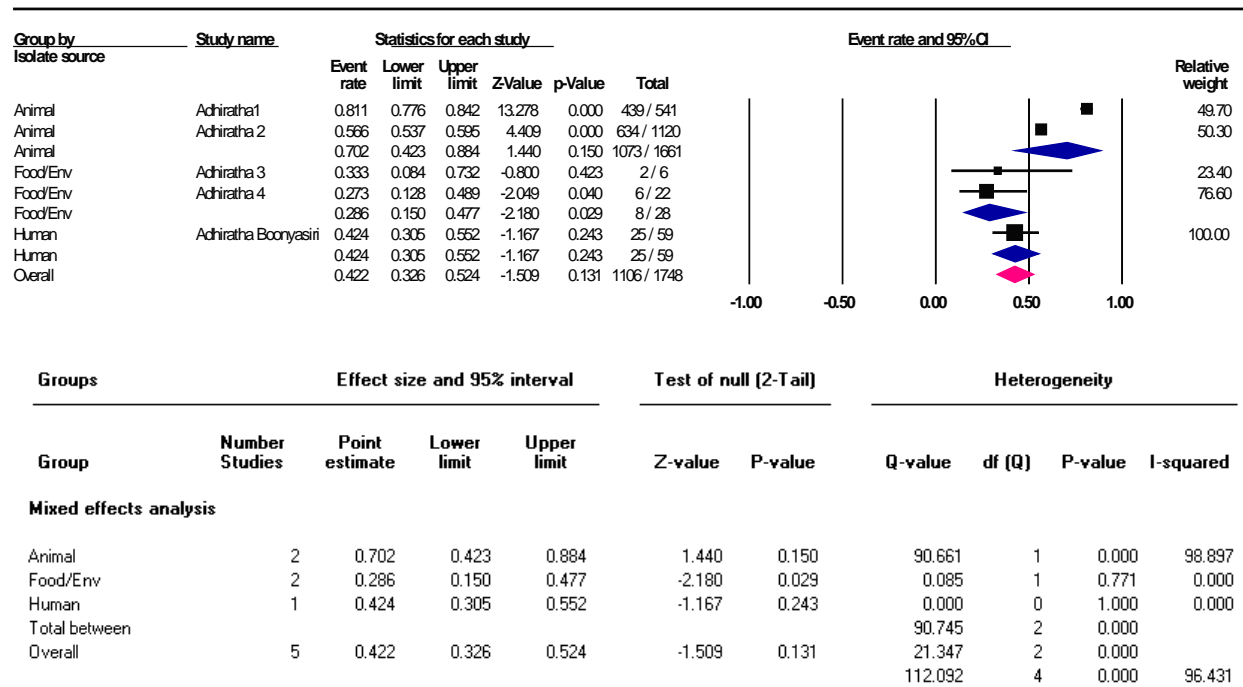 Group by Study name Statistics for each study Event rate and 95% CI
Isolate source
Event Lower Upper Relative
rate limit limit Z-Value p-Value Total weight
Animal Adhiratha1 0.811 0.776 0.842 13.278 0.000 439 / 541 49.70
Animal Adhiratha 2 0.566 0.537 0.595 4.409 0.000 634 / 1120 50.30
Animal 0.702 0.423 0.884 1.440 0.150 1073 / 1661
Food/Env Adhiratha 3 0.333 0.084 0.732 -0.800 0.423 2 / 6 23.40
Food/Env Adhiratha 4 0.273 0.128 0.489 -2.049 0.040 6 / 22 76.60
Food/Env 0.286 0.150 0.477 -2.180 0.029 8 / 28
Human Adhiratha Boonyasiri 0.424 0.305 0.552 -1.167 0.243 25 / 59 100.00
Human 0.424 0.305 0.552 -1.167 0.243 25 / 59
Overall 0.422 0.326 0.524 -1.509 0.131 1106 / 1748
-1.00 -0.50 0.00 0.50 1.00
Groups Effect size and 95% interval Test of null (2-Tail) Heterogeneity
Number Point Lower Upper
Group Studies estimate limit limit Z-value P-value Q-value df (Q) P-value I-squared
Mixed effects analysis
Animal 2 0.702 0.423 0.884 1.440 0.150 90.661 1 0.000 98.897
Food/Env 2 0.286 0.150 0.477 -2.180 0.029 0.085 1 0.771 0.000
Human 1 0.424 0.305 0.552 -1.167 0.243 0.000 0 1.000 0.000
Total between 90.745 2 0.000
Overall 5 0.422 0.326 0.524 -1.509 0.131 21.347 2 0.000
112.092 4 0.000 96.431